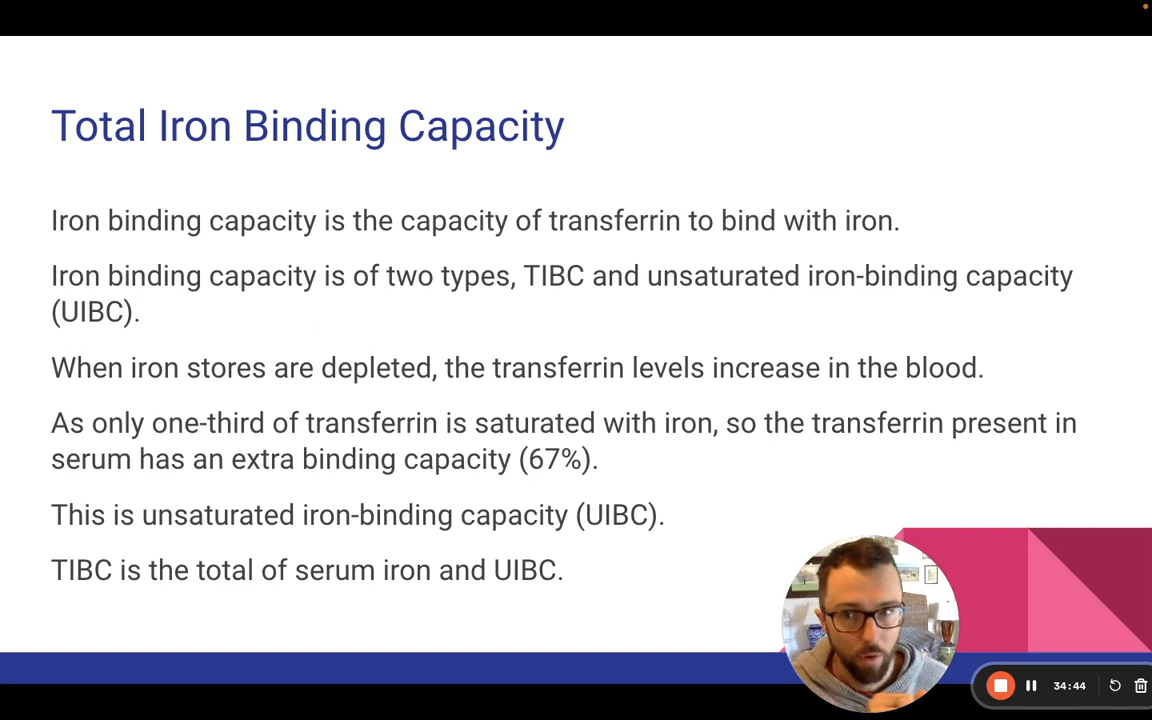 Total Iron Binding Capacity
Iron binding capacity is the capacity of transferrin to bind with iron.
Iron binding capacity is of two types, TIBC and unsaturated iron-binding capacity
(UIBC).
When iron stores are depleted, the transferrin levels increase in the blood.
As only one-third of transferrin is saturated with iron, so the transferrin present in
serum has an extra binding capacity (67%).
This is unsaturated iron-binding capacity (UIBC).
TIBC is the total of serum iron and UIBC.
34:44